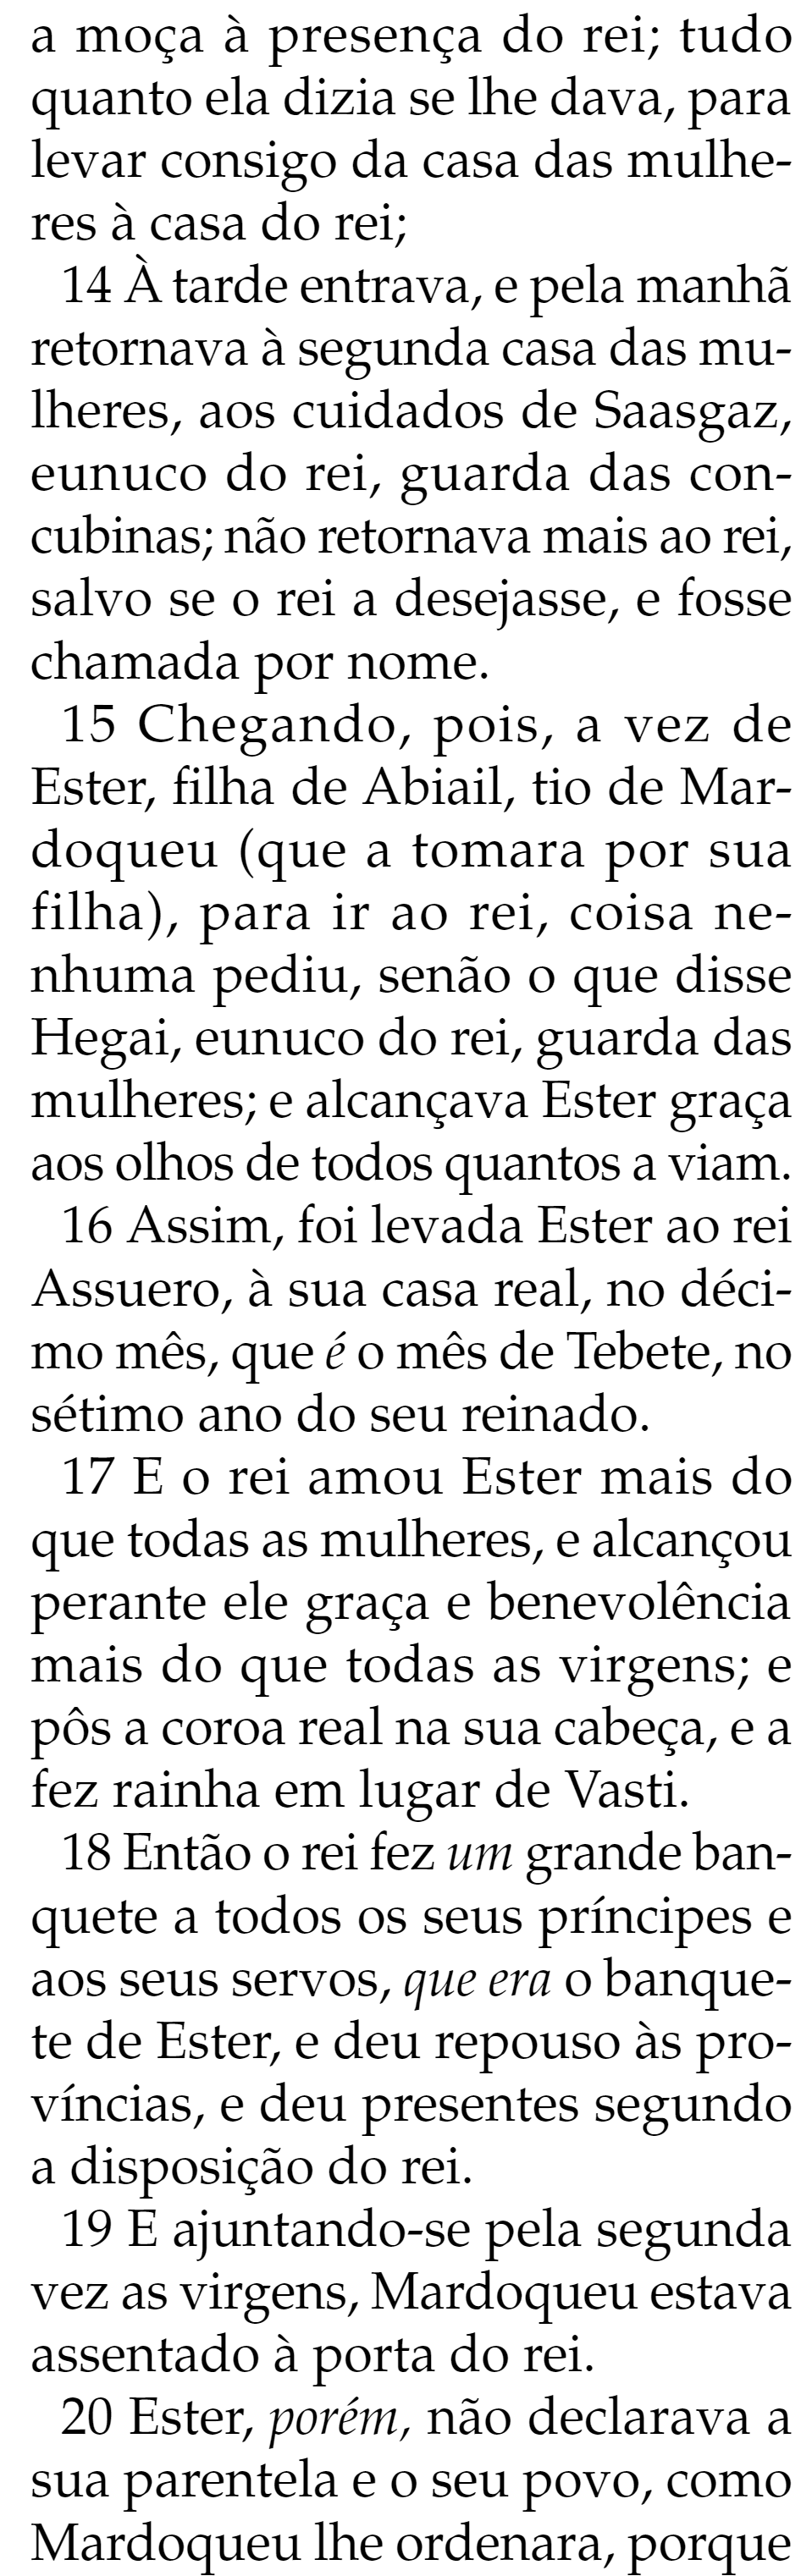 a moça à presença do rei; tudo
quanto ela dizia se lhe dava, para
levar consigo da casa das mulhe-
res à casa do rei;
14 À tarde entrava, e pela manhã
retornava à segunda casa das mu-
lheres, aos cuidados de Saasgaz,
eunuco do rei, guarda das con-
cubinas; não retornava mais ao rei,
salvo se o rei a desejasse, e fosse
chamada por nome.
15 Chegando, pois, a vez de
Ester, filha de Abiail, tio de Mar-
doqueu (que a tomara por sua
filha), para ir ao rei, coisa ne-
nhuma pediu, senão o que disse
Hegai, eunuco do rei, guarda das
mulheres; e alcançava Ester graça
aos olhos de todos quantos a viam.
16 Assim, foi levada Ester ao rei
Assuero, à sua casa real, no déci-
mo mês, que é o mês de Tebete, no
sétimo ano do seu reinado.
17 E o rei amou Ester mais do
que todas as mulheres, e alcançou
perante ele graça e benevolência
mais do que todas as virgens; e
pôs a coroa real na sua cabeça, e a
fez rainha em lugar de Vasti.
18 Então o rei fez um grande ban-
quete a todos os seus príncipes e
aos seus servos, que era o banque-
te de Ester, e deu repouso às pro-
víncias, e deu presentes segundo
a disposição do rei.
19 E ajuntando-se pela segunda
vez as virgens, Mardoqueu estava
assentado à porta do rei.
20 Ester, porém, não declarava a
sua parentela e o seu povo, como
Mardoqueu lhe ordenara, porque